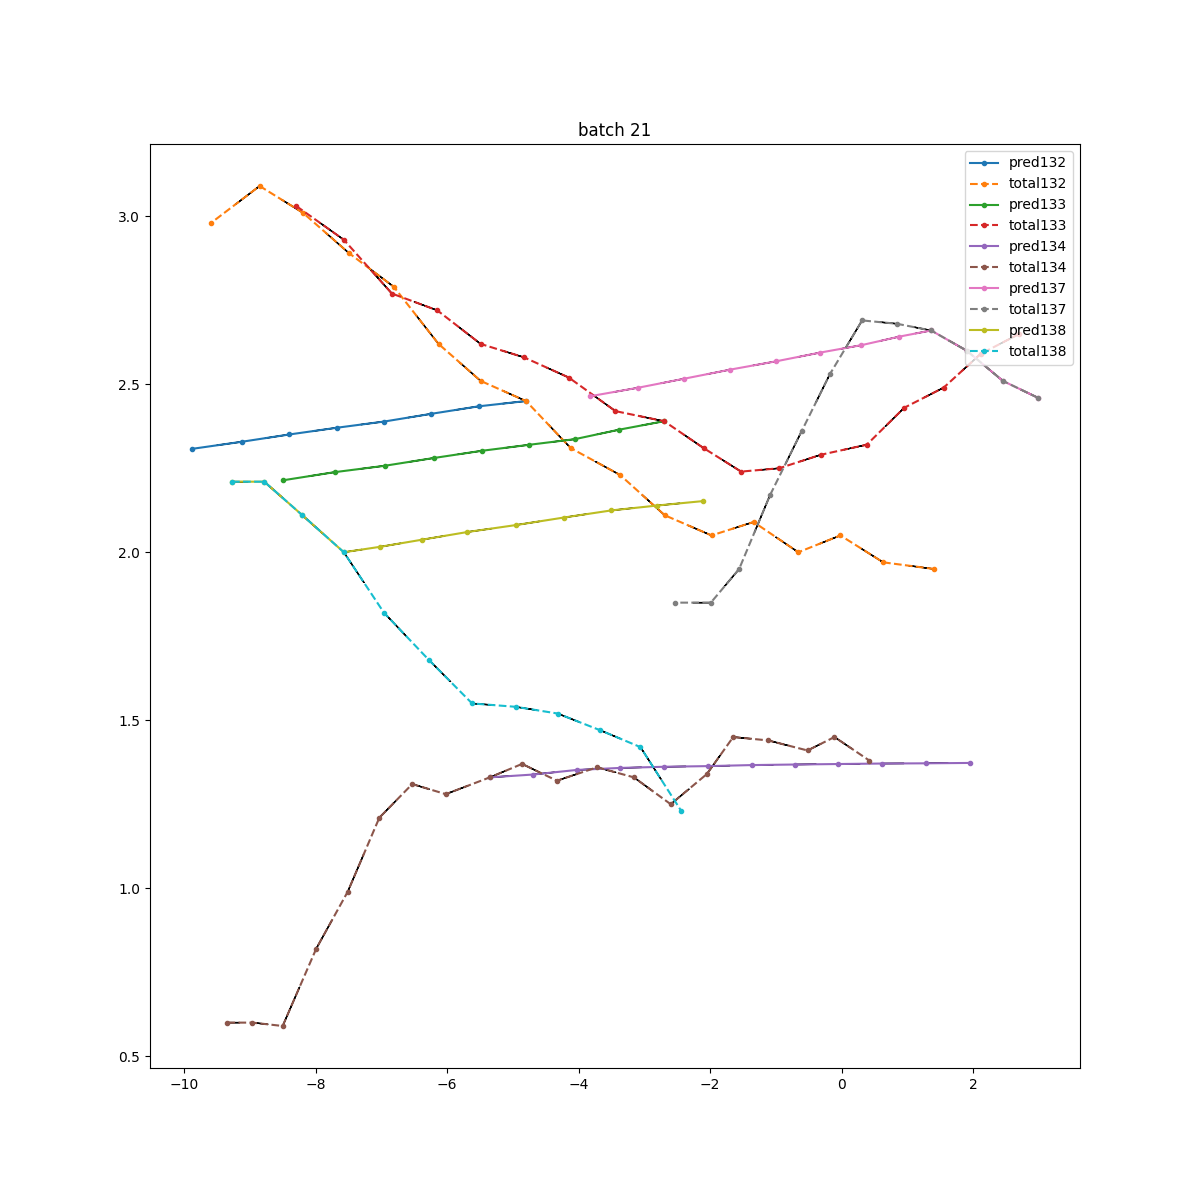 batch 21
pred132
total132
pred133
total133
pred134
total134
pred137
total137
pred138
total138
3.0
2.5
2.0
1.5
1.0
0.5
−10 −8 −6 −4 −2 0 2